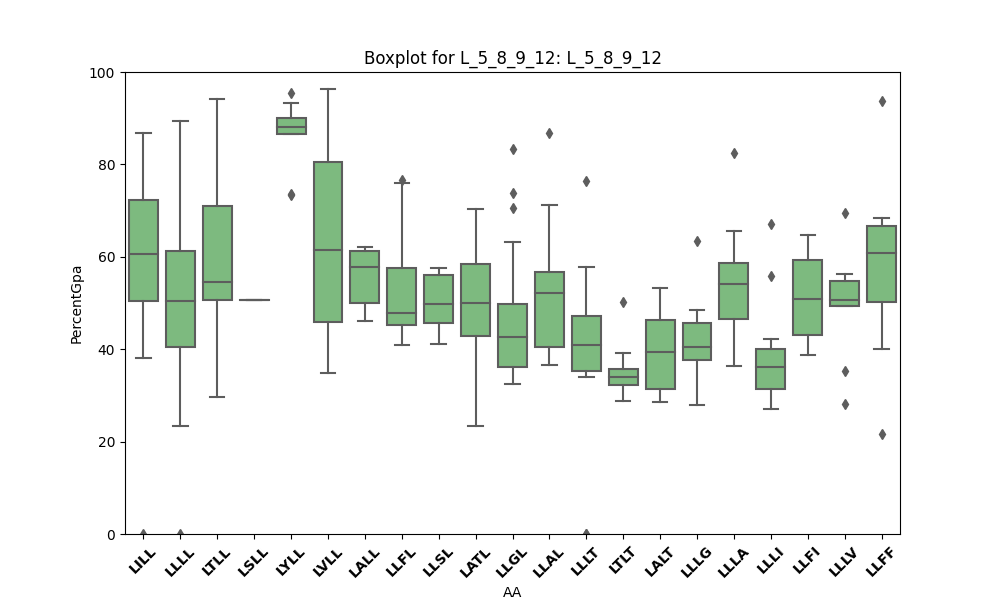 Boxplot for L_5_8_9_12: L_5_8_9_12
100
80
60
40
20
0
PercentGpa
LILL LLLL LTLL LSLL LYLL LVLL LALL LLFL LLSL LATL LLGL LLAL LLLT LTLT LALT LLLG LLLA LLLI LLFI LLLV LLFF
AA